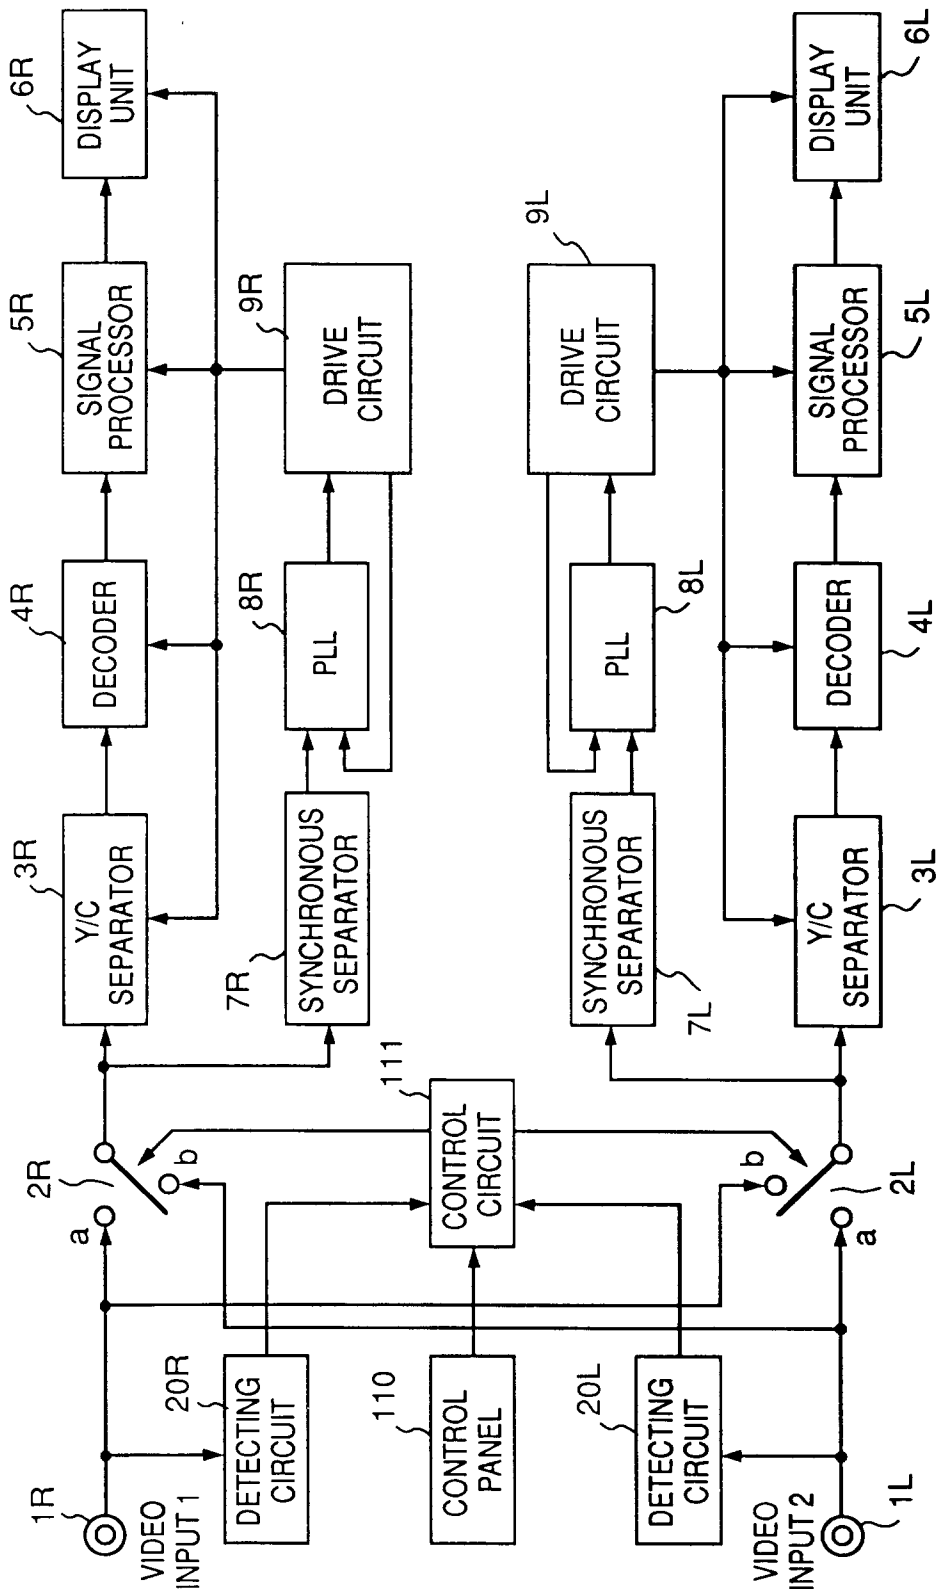 1R
VIDEO
INPUT 1
20R
DETECTING
CIRCUIT
a
2R
b
3R
Y/C
SEPARATOR
4R
DECODER
5R
SIGNAL
PROCESSOR
6R
DISPLAY
UNIT
7R
SYNCHRONOUS
SEPARATOR
8R
PLL
9R
DRIVE
CIRCUIT
110
CONTROL
PANEL
111
CONTROL
CIRCUIT
9L
DRIVE
CIRCUIT
8L
PLL
7L
SYNCHRONOUS
SEPARATOR
20L
DETECTING
CIRCUIT
VIDEO
INPUT 2
1L
b
a
2L
Y/C
SEPARATOR
3L
DECODER
4L
SIGNAL
PROCESSOR
5L
DISPLAY
UNIT
6L